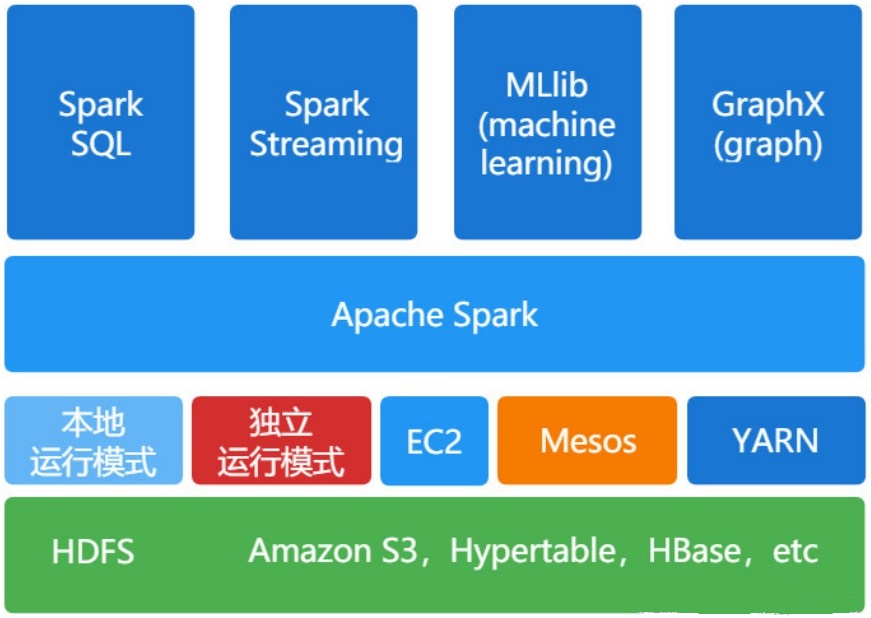 Spark
SQL
Spark
Streaming
MLlib
(machine
learning)
GraphX
(graph)
Apache Spark
本地
运行模式
独立
运行模式
EC2
Mesos
YARN
HDFS
Amazon S3，Hypertable，HBase，etc